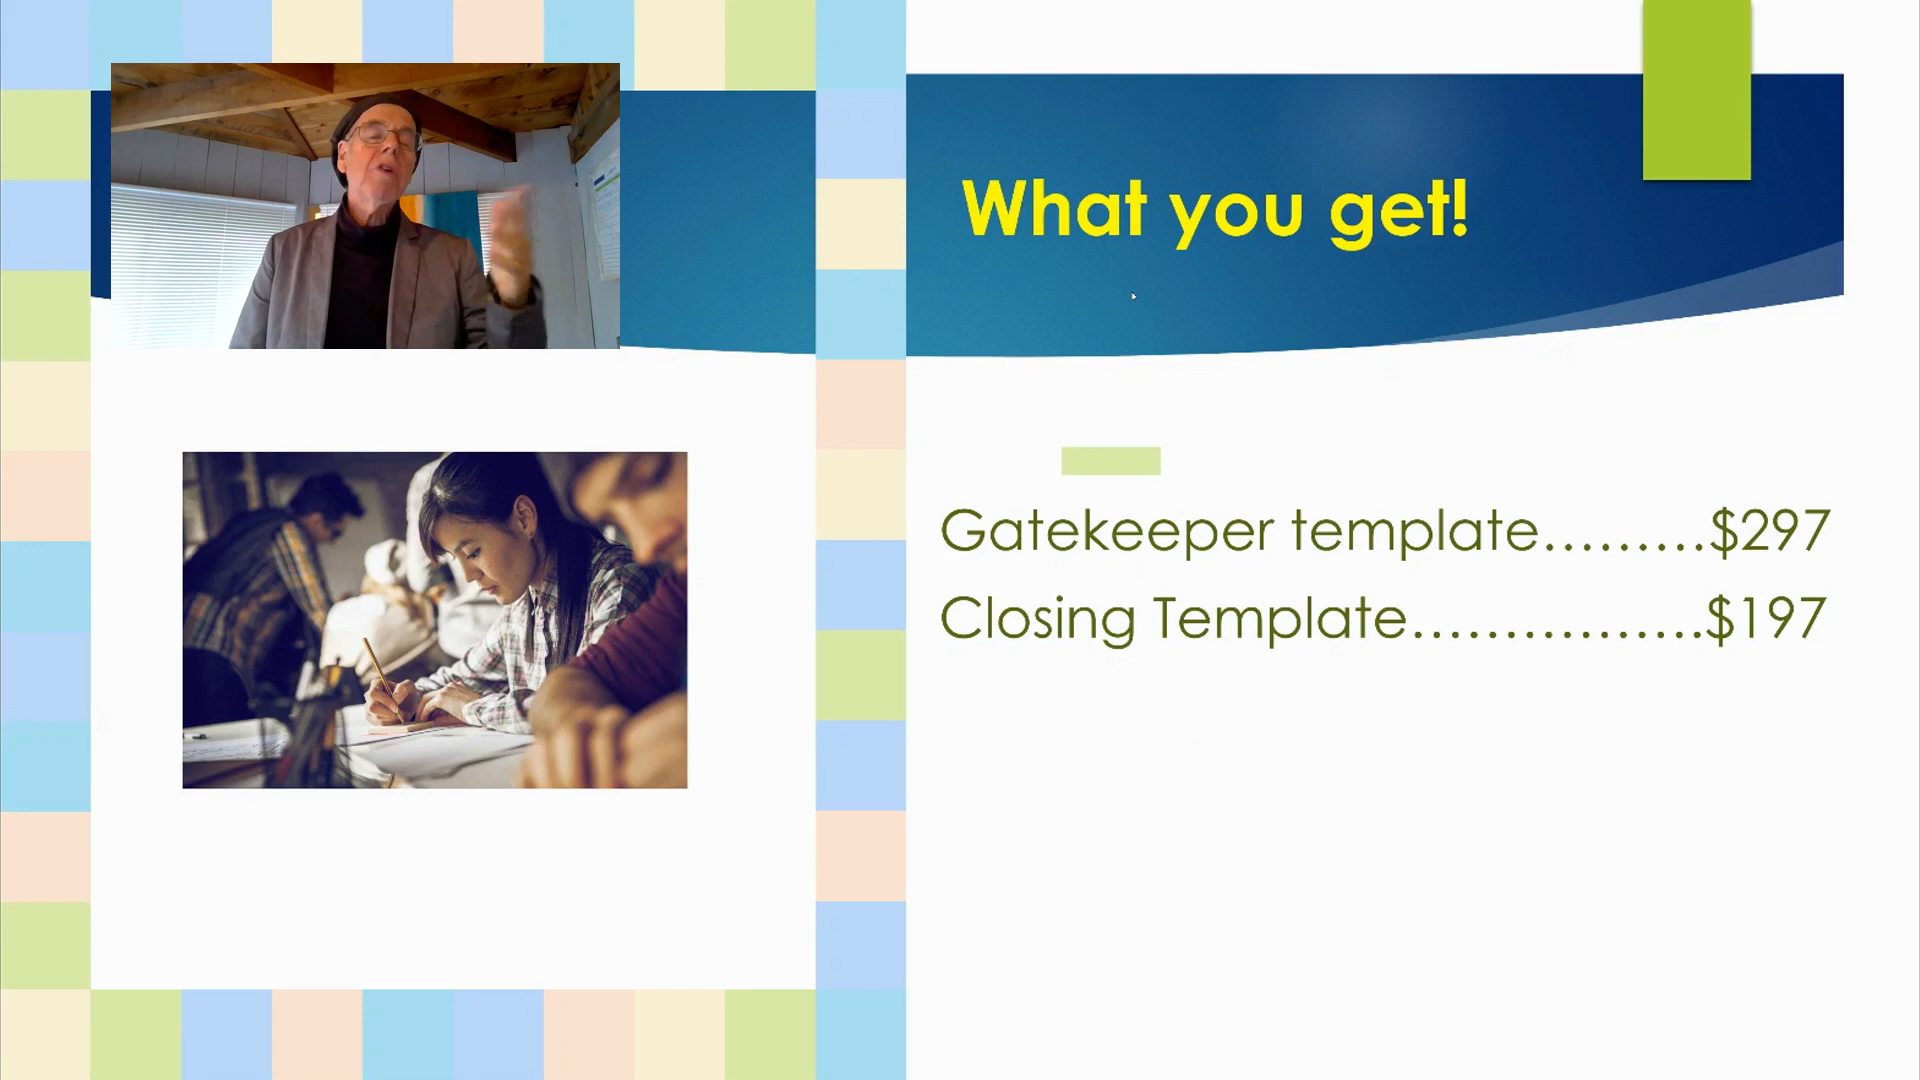 What you get!
Gatekeeper template.........$297
Closing Template................$197